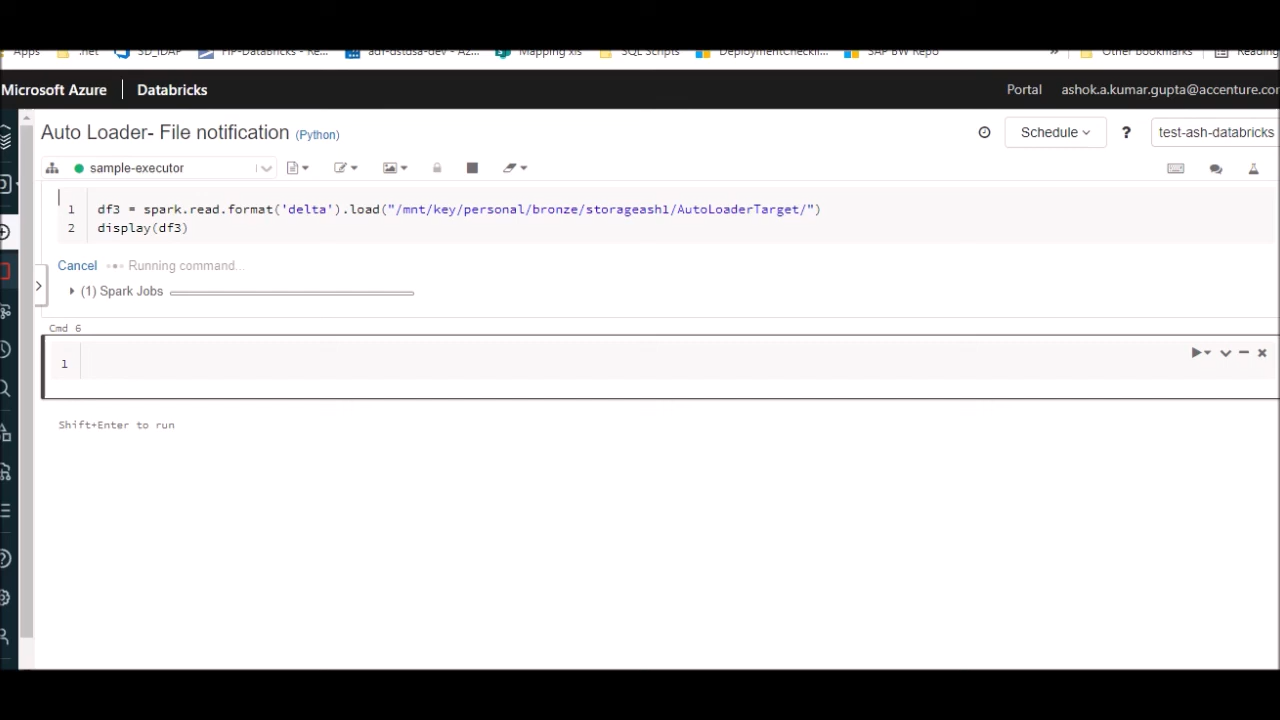 Apps .net SD_IDAP FIP-DataBricks - Re... adf-dstdsa-dev - Az... Mapping xls SQL Scripts DeploymentCheckli... SAP BW Repo » Other bookmarks Reading
Microsoft Azure Databricks Portal ashok.a.kumar.gupta@accenture.con
Auto Loader- File notification (Python) Schedule ? test-ash-databricks
sample-executor
1 df3 = spark.read.format('delta').load("/mnt/key/personal/bronze/storageash1/AutoLoaderTarget/")
2 display(df3)
Cancel Running command...
(1) Spark Jobs
Cmd 6
1
Shift+Enter to run